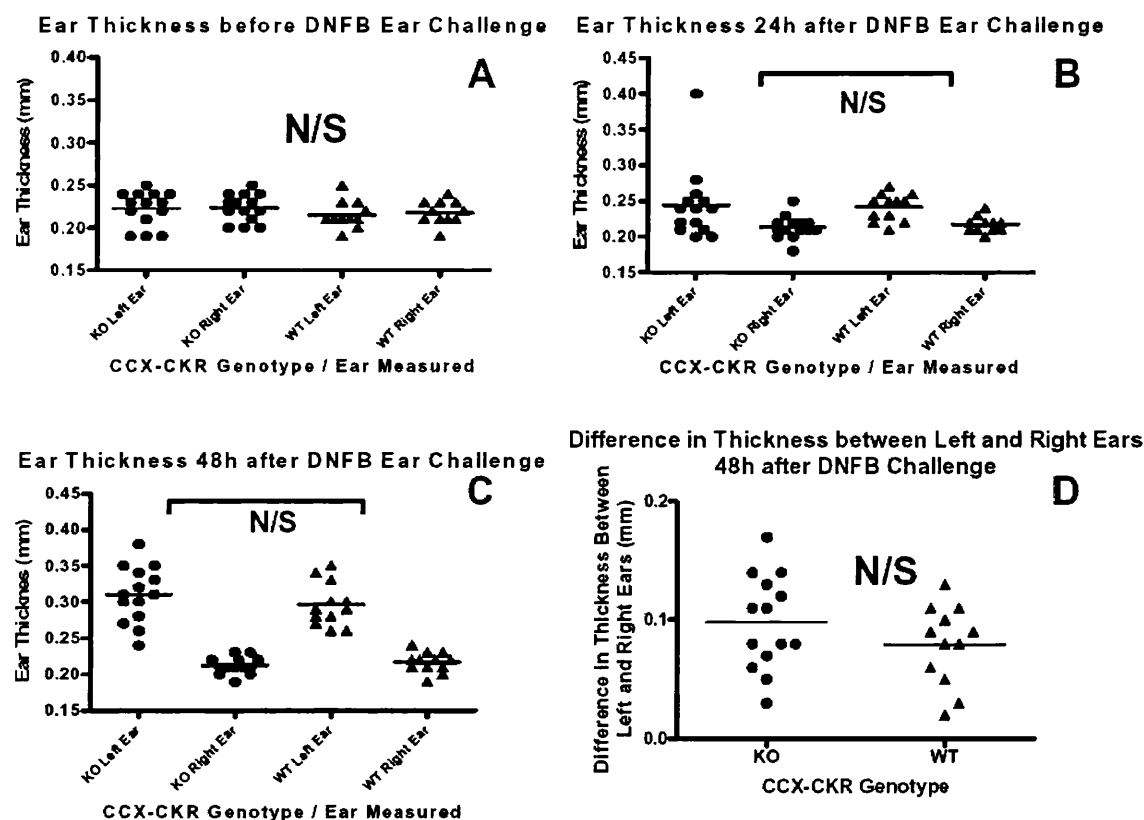 Ear Thickness before DNFB Ear Challenge
A
Ear Thickness (mm)
0.40
0.35
0.30
0.25
0.20
0.15
N/S
KO Left Ear
KO Right Ear
WT Left Ear
WT Right Ear
CCX-CKR Genotype / Ear Measured
Ear Thickness 24h after DNFB Ear Challenge
B
Ear Thickness (mm)
0.45
0.40
0.35
0.30
0.25
0.20
0.15
N/S
KO Left Ear
KO Right Ear
WT Left Ear
WT Right Ear
CCX-CKR Genotype / Ear Measured
Ear Thickness 48h after DNFB Ear Challenge
C
Ear Thicknes (mm)
0.45
0.40
0.35
0.30
0.25
0.20
0.15
N/S
KO Left Ear
KO Right Ear
WT Left Ear
WT Right Ear
CCX-CKR Genotype / Ear Measured
Difference in Thickness between Left and Right Ears
48h after DNFB Challenge
D
Difference in Thickness Between
Left and Right Ears (mm)
0.2
0.1
0.0
N/S
KO
WT
CCX-CKR Genotype